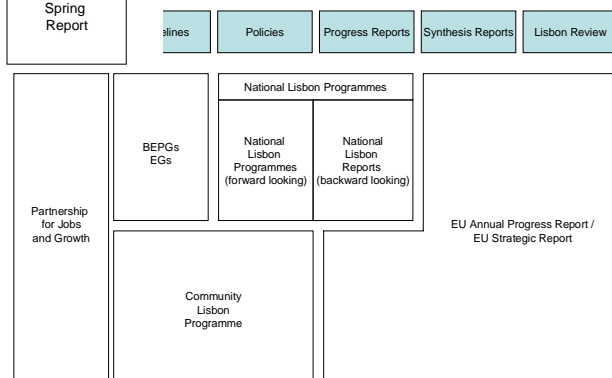 Spring
Report
elines
Policies
Progress Reports
Synthesis Reports
Lisbon Review
National Lisbon Programmes
BEPGs
EGs
National
Lisbon
Programmes
(forward looking)
National
Lisbon
Reports
(backward looking)
Partnership
for Jobs
and Growth
EU Annual Progress Report /
EU Strategic Report
Community
Lisbon
Programme